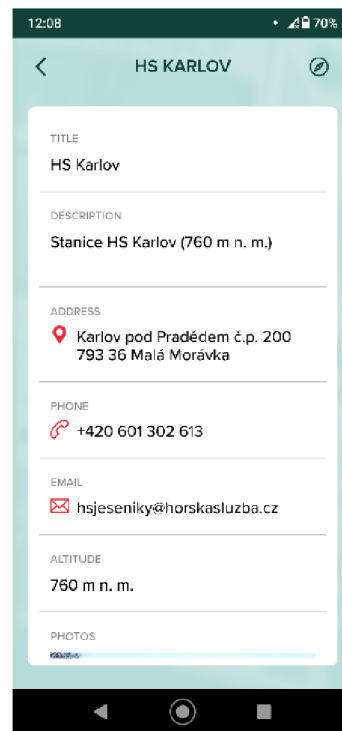 12:08
70%
HS KARLOV
TITLE
HS Karlov
DESCRIPTION
Stanice HS Karlov (760 m n. m.)
ADDRESS
Karlov pod Pradědem č.p. 200
793 36 Malá Morávka
PHONE
+420 601 302 613
EMAIL
hsjeseniky@horskasluzba.cz
ALTITUDE
760 m n. m.
PHOTOS